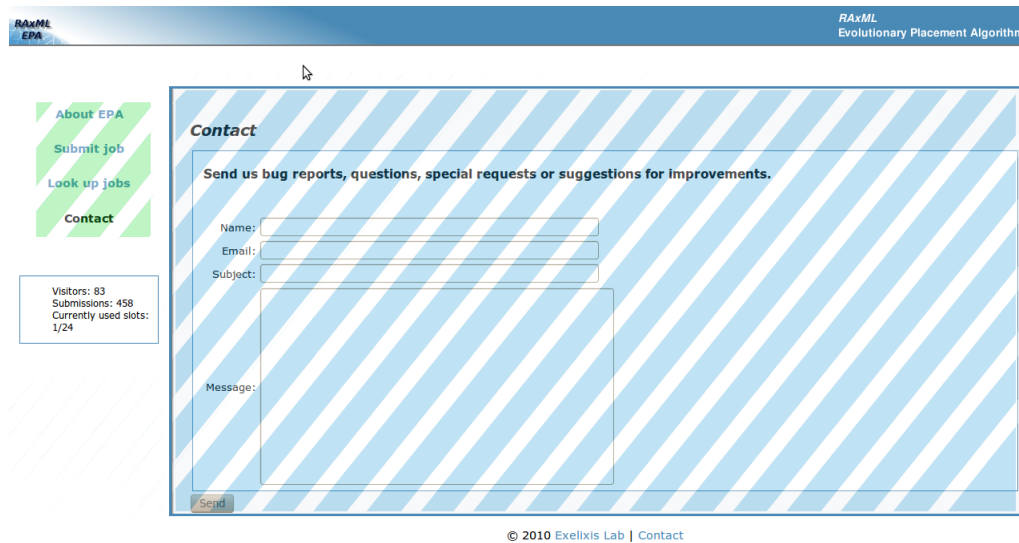 RAxML
EPA
RAxML
Evolutionary Placement Algorithm
About EPA
Submit job
Look up jobs
Contact
Visitors: 83
Submissions: 458
Currently used slots:
1/24
Contact
Send us bug reports, questions, special requests or suggestions for improvements.
Name:
Email:
Subject:
Message:
Send
© 2010 Exelixis Lab | Contact